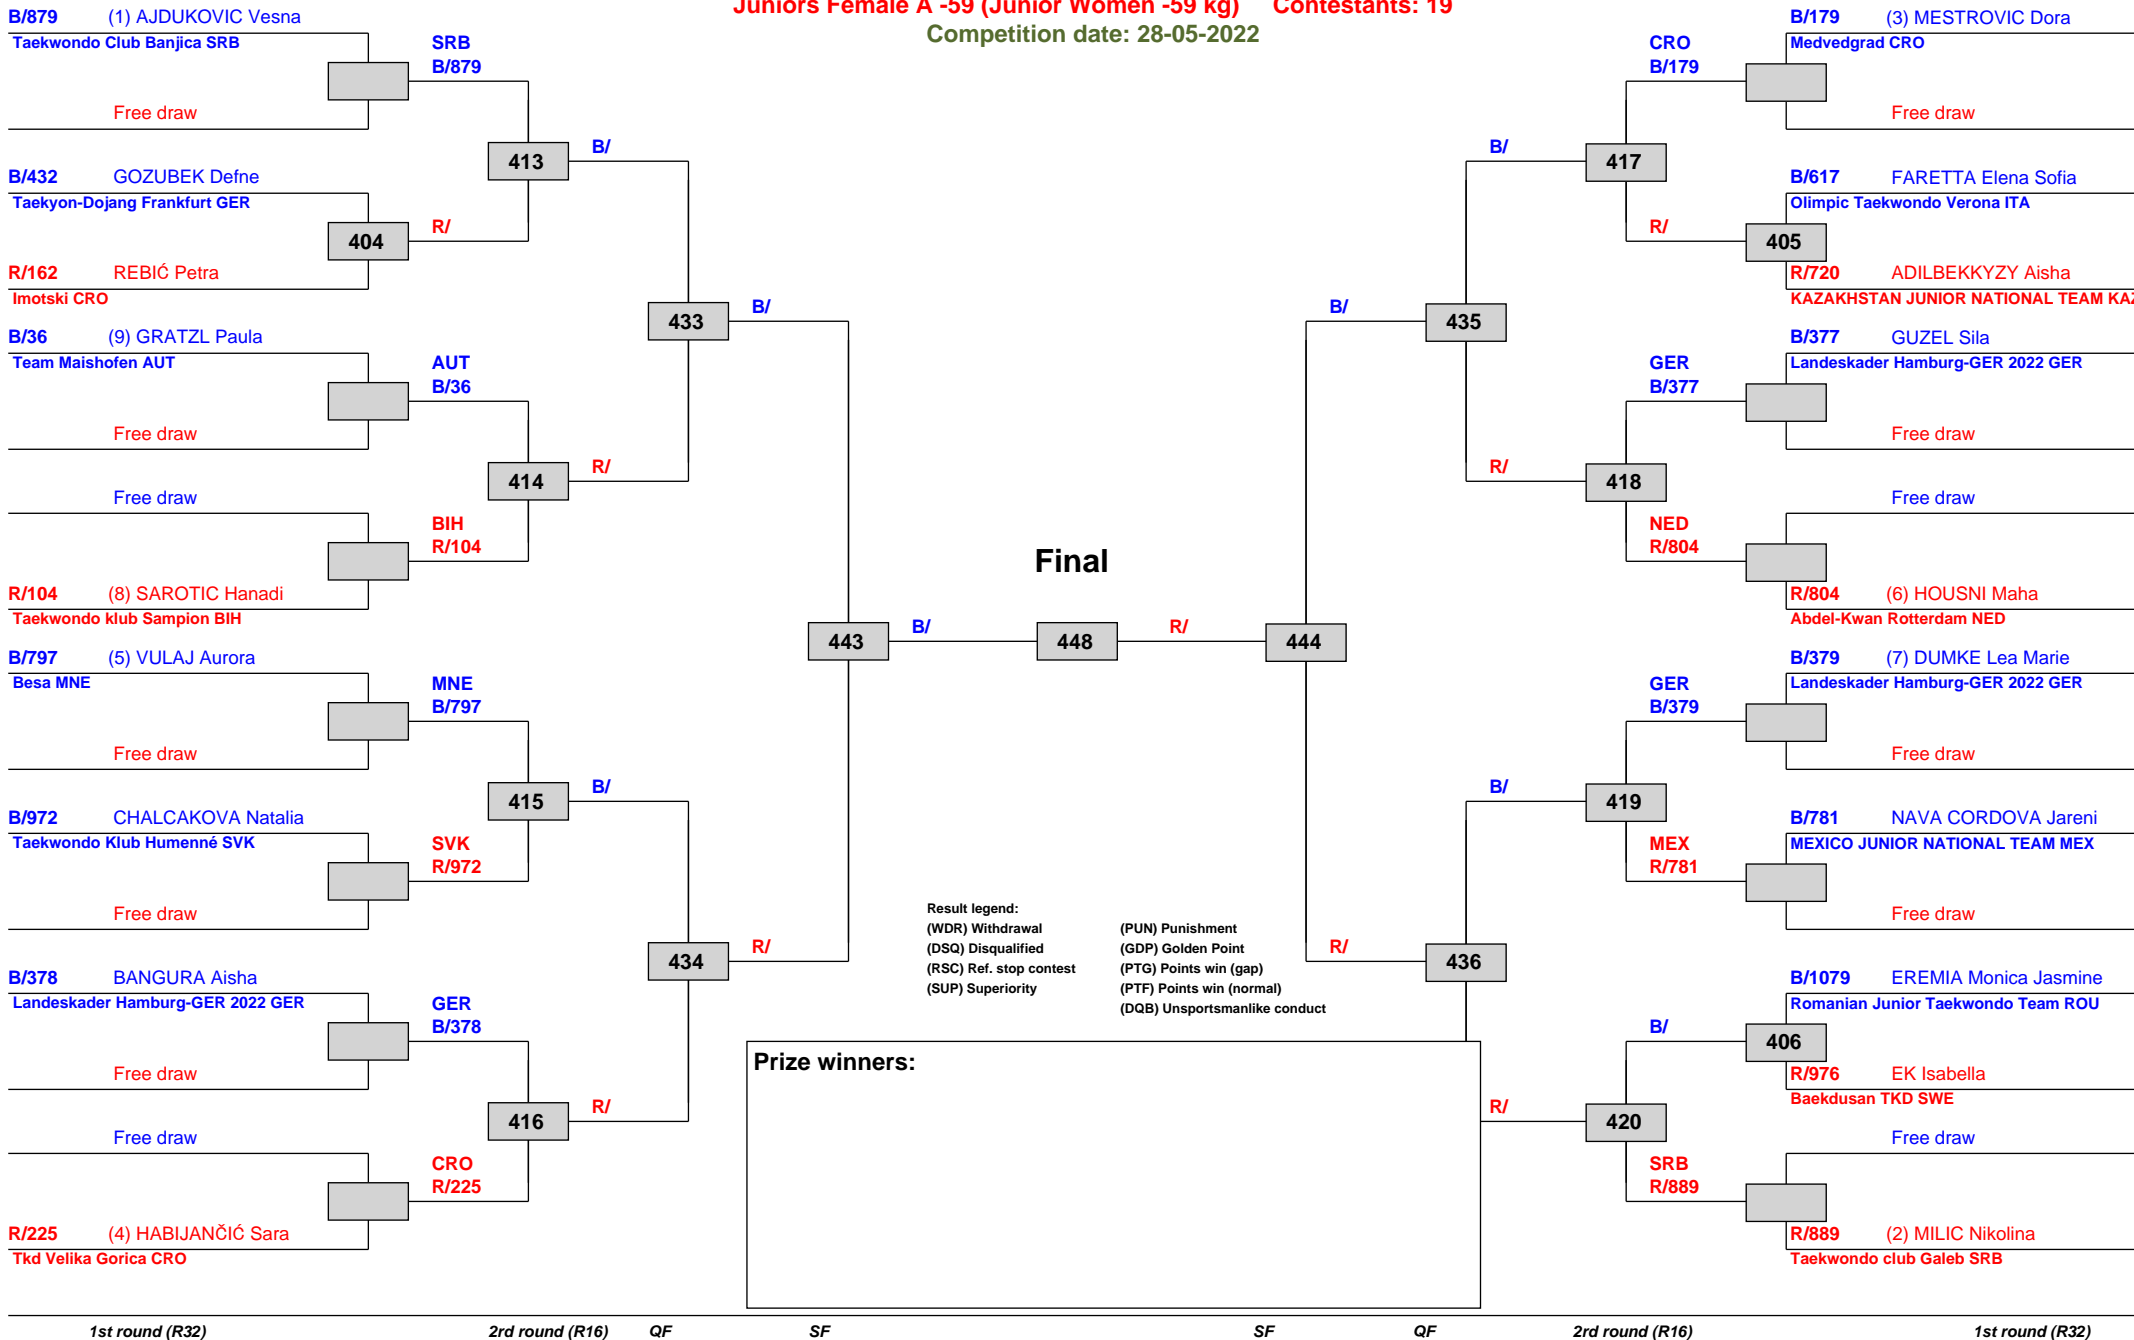 Juniors Female A -59 (Junior Women -59 kg) Contestants: 19
Competition date: 28-05-2022
B/879 (1) AJDUKOVIC Vesna
Taekwondo Club Banjica SRB
Free draw
SRB
B/879
B/432 GOZUBEK Defne
Taekyon-Dojang Frankfurt GER
404
R/162 REBIĆ Petra
Imotski CRO
R/
413
B/
B/36 (9) GRATZL Paula
Team Maishofen AUT
Free draw
AUT
B/36
Free draw
R/104 (8) SAROTIC Hanadi
Taekwondo klub Sampion BIH
BIH
R/104
414
R/
433
B/
B/797 (5) VULAJ Aurora
Besa MNE
Free draw
MNE
B/797
B/972 CHALCAKOVA Natalia
Taekwondo Klub Humenné SVK
Free draw
SVK
R/972
415
B/
B/378 BANGURA Aisha
Landeskader Hamburg-GER 2022 GER
Free draw
GER
B/378
Free draw
R/225 (4) HABIJANČIĆ Sara
Tkd Velika Gorica CRO
CRO
R/225
416
R/
434
R/
443
B/
Final
448
R/
444
B/
R/
435
B/
R/
417
CRO
B/179
B/179 (3) MESTROVIC Dora
Medvedgrad CRO
Free draw
R/
405
B/617 FARETTA Elena Sofia
Olimpic Taekwondo Verona ITA
R/720 ADILBEKKYZY Aisha
KAZAKHSTAN JUNIOR NATIONAL TEAM KAZ
418
GER
B/377
B/377 GUZEL Sila
Landeskader Hamburg-GER 2022 GER
Free draw
NED
R/804
Free draw
R/804 (6) HOUSNI Maha
Abdel-Kwan Rotterdam NED
436
B/
R/
419
GER
B/379
B/379 (7) DUMKE Lea Marie
Landeskader Hamburg-GER 2022 GER
Free draw
MEX
R/781
B/781 NAVA CORDOVA Jareni
MEXICO JUNIOR NATIONAL TEAM MEX
Free draw
420
B/
406
B/1079 EREMIA Monica Jasmine
Romanian Junior Taekwondo Team ROU
R/976 EK Isabella
Baekdusan TKD SWE
SRB
R/889
Free draw
R/889 (2) MILIC Nikolina
Taekwondo club Galeb SRB
Result legend:
(WDR) Withdrawal
(DSQ) Disqualified
(RSC) Ref. stop contest
(SUP) Superiority
(PUN) Punishment
(GDP) Golden Point
(PTG) Points win (gap)
(PTF) Points win (normal)
(DQB) Unsportsmanlike conduct
Prize winners:
1st round (R32) 2rd round (R16) QF SF SF QF 2rd round (R16) 1st round (R32)